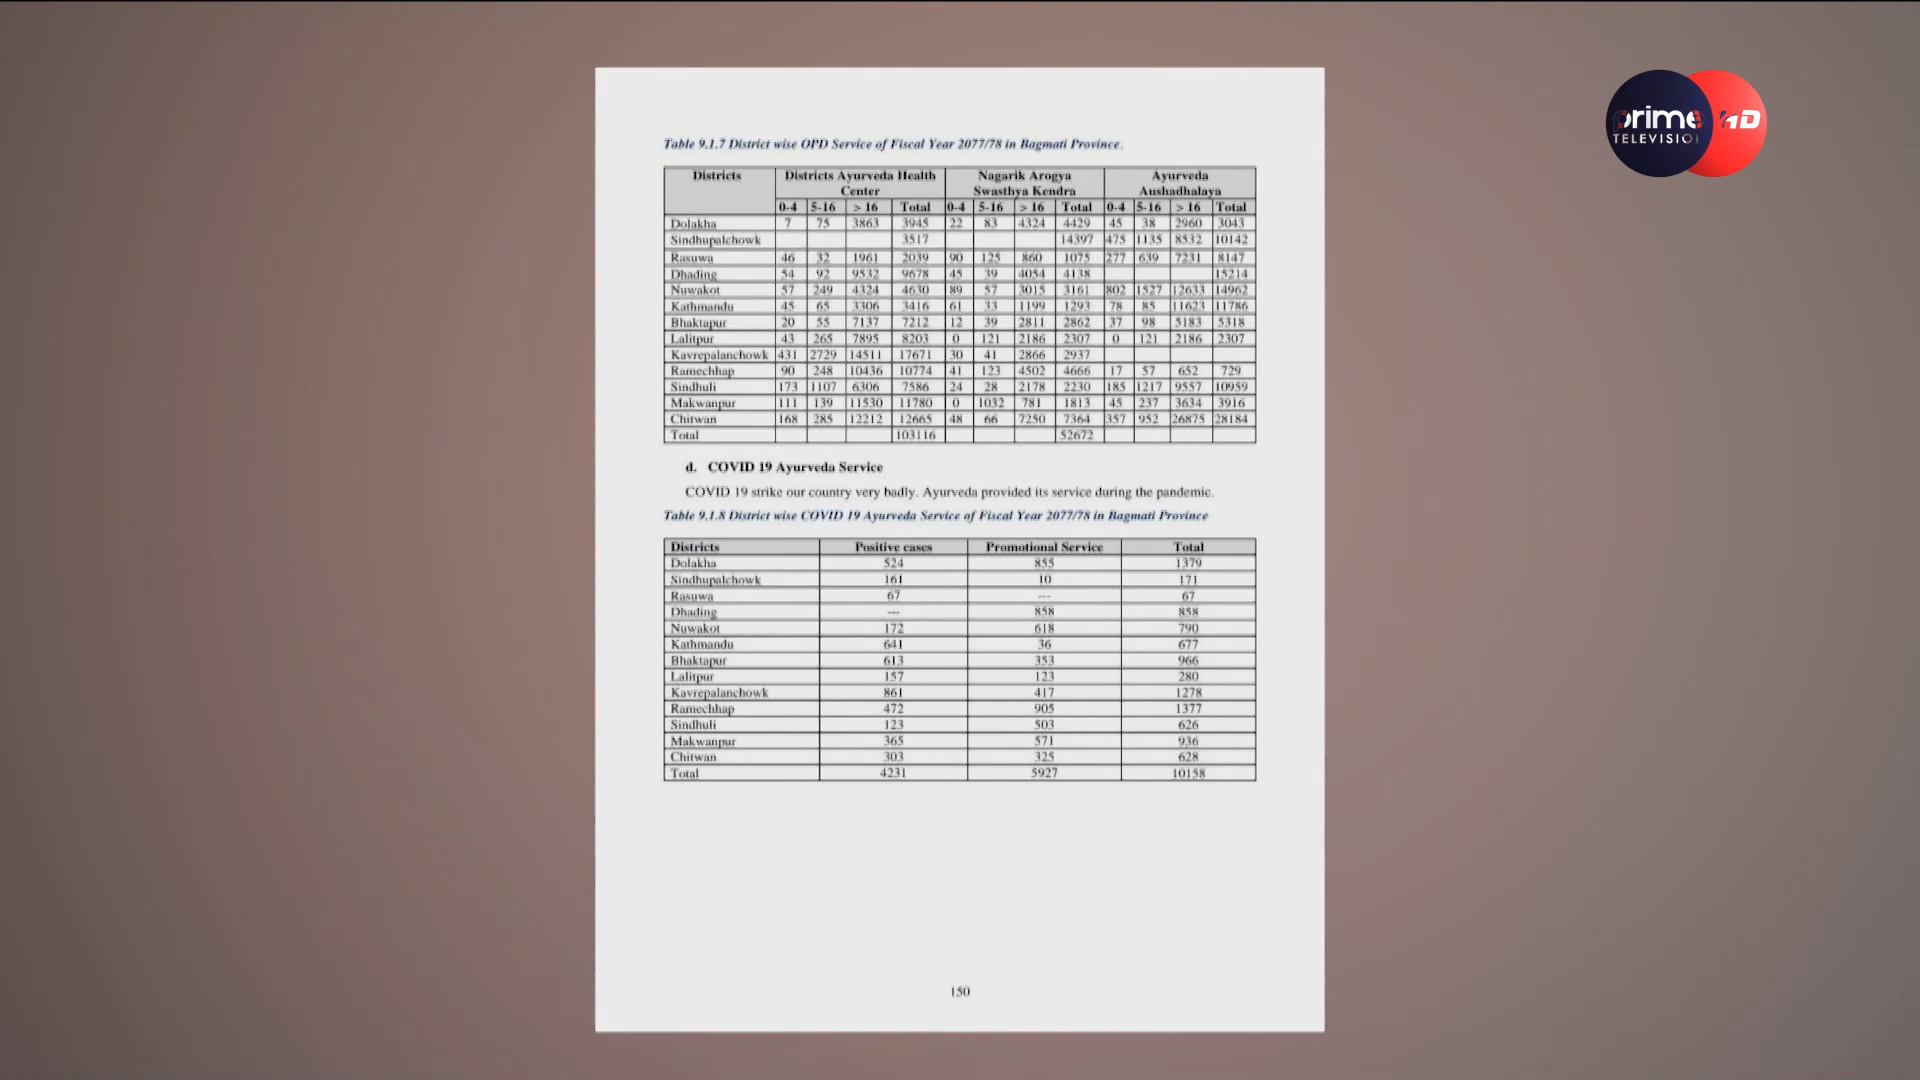 prime HD
TELEVISION
Table 9.1.7 District wise OPD Service of Fiscal Year 2077/78 in Bagmati Province.
Districts Districts Ayurveda Health Center Nagarik Arogya Swasthya Kendra Ayurveda Aushadhalaya
0-4 5-16 > 16 Total 0-4 5-16 > 16 Total 0-4 5-16 > 16 Total
Dolakha 7 75 3863 3945 22 83 4324 4429 45 38 2960 3043
Sindhupalchowk 3517 14397 475 1135 8532 10142
Rasuwa 46 32 1961 2039 90 125 860 1075 277 639 7231 8147
Dhading 54 92 9532 9678 45 39 4054 4138 15214
Nuwakot 57 249 4324 4630 89 57 3015 3161 802 1527 12633 14962
Kathmandu 45 65 3306 3416 61 33 1199 1293 78 85 11623 11786
Bhaktapur 20 55 7137 7212 12 39 2811 2862 37 98 5183 5318
Lalitpur 43 265 7895 8203 0 121 2186 2307 0 121 2186 2307
Kavrepalanchowk 431 2729 14511 17671 30 41 2866 2937
Ramechhap 90 248 10436 10774 41 123 4502 4666 17 57 652 729
Sindhuli 173 1107 6306 7586 24 28 2178 2230 185 1217 9557 10959
Makwanpur 111 139 11530 11780 0 1032 781 1813 45 237 3634 3916
Chitwan 168 285 12212 12665 48 66 7250 7364 357 952 26875 28184
Total 103116 52672
d. COVID 19 Ayurveda Service
COVID 19 strike our country very badly. Ayurveda provided its service during the pandemic.
Table 9.1.8 District wise COVID 19 Ayurveda Service of Fiscal Year 2077/78 in Bagmati Province
Districts Positive cases Promotional Service Total
Dolakha 524 855 1379
Sindhupalchowk 161 10 171
Rasuwa 67 --- 67
Dhading --- 858 858
Nuwakot 172 618 790
Kathmandu 641 36 677
Bhaktapur 613 353 966
Lalitpur 157 123 280
Kavrepalanchowk 861 417 1278
Ramechhap 472 905 1377
Sindhuli 123 503 626
Makwanpur 365 571 936
Chitwan 303 325 628
Total 4231 5927 10158
150